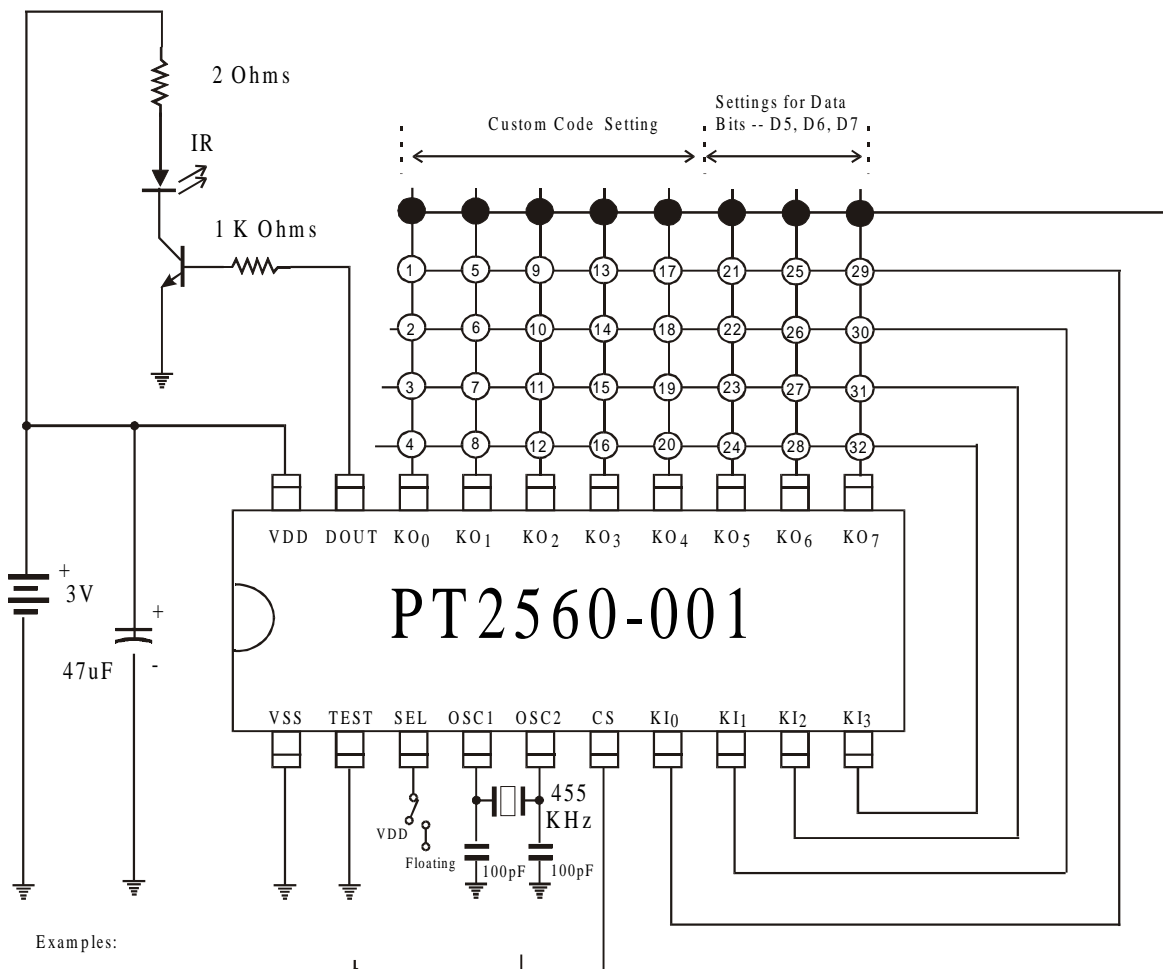 2 Ohms
Settings for Data
Bits -- D5, D6, D7
Custom Code Setting
IR
1 K Ohms
1 5 9 13 17 21 25 29
2 6 10 14 18 22 26 30
3 7 11 15 19 23 27 31
4 8 12 16 20 24 28 32
VDD DOUT KO0 KO1 KO2 KO3 KO4 KO5 KO6 KO7
+
3V
PT2560-001
+
47uF
-
VSS TEST SEL OSC1 OSC2 CS KI0 KI1 KI2 KI3
455
KHz
VDD
Floating
100pF
100pF
Examples: